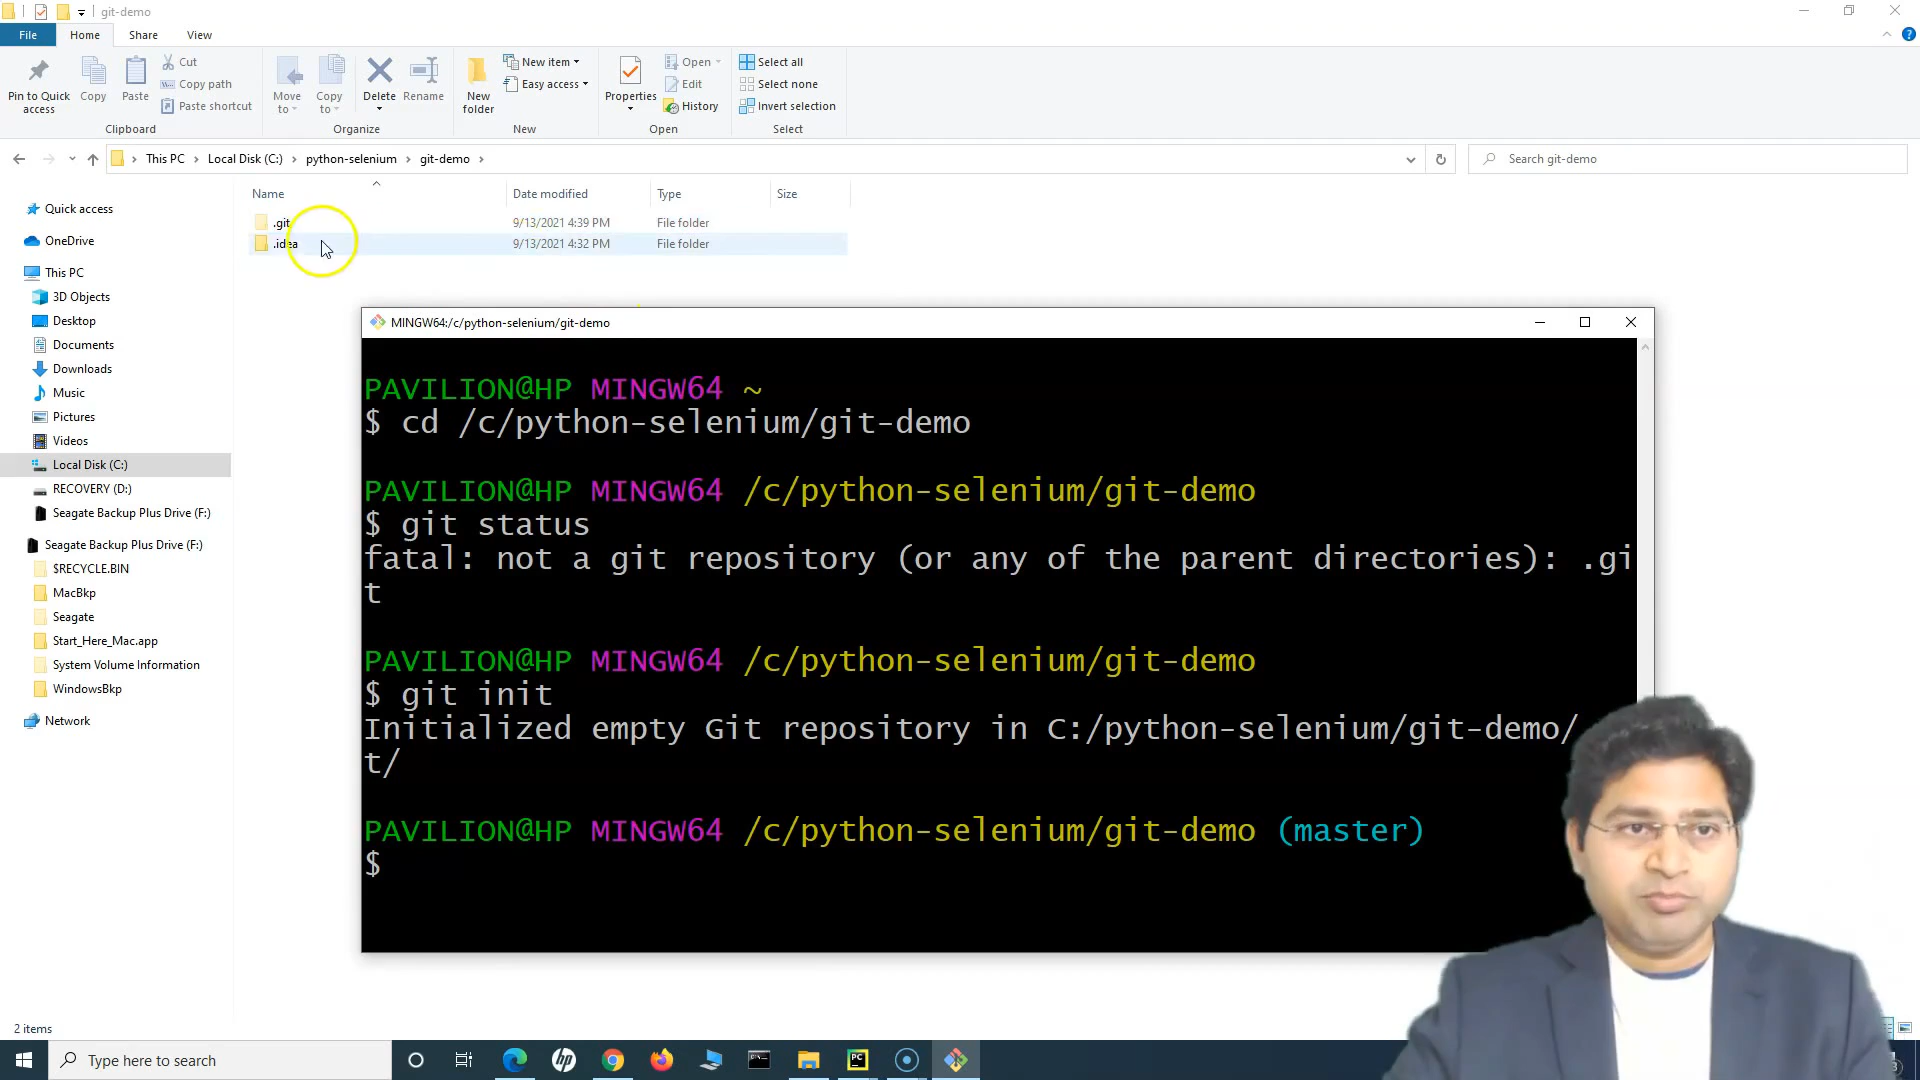 git-demo
File Home Share View
Pin to Quick access
Copy
Paste
Cut
Copy path
Paste shortcut
Clipboard
Move to
Copy to
Delete
Rename
Organize
New folder
New item
Easy access
New
Properties
Open
Edit
History
Open
Select all
Select none
Invert selection
Select
This PC > Local Disk (C:) > python-selenium > git-demo >
Search git-demo
Name Date modified Type Size
.git 9/13/2021 4:39 PM File folder
.idea 9/13/2021 4:32 PM File folder
Quick access
OneDrive
This PC
3D Objects
Desktop
Documents
Downloads
Music
Pictures
Videos
Local Disk (C:)
RECOVERY (D:)
Seagate Backup Plus Drive (F:)
Seagate Backup Plus Drive (F:)
$RECYCLE.BIN
MacBkp
Seagate
Start_Here_Mac.app
System Volume Information
WindowsBkp
Network
2 items
MINGW64:/c/python-selenium/git-demo
PAVILION@HP MINGW64 ~
$ cd /c/python-selenium/git-demo
PAVILION@HP MINGW64 /c/python-selenium/git-demo
$ git status
fatal: not a git repository (or any of the parent directories): .gi
t
PAVILION@HP MINGW64 /c/python-selenium/git-demo
$ git init
Initialized empty Git repository in C:/python-selenium/git-demo/
t/
PAVILION@HP MINGW64 /c/python-selenium/git-demo (master)
$
Type here to search
hp
PC